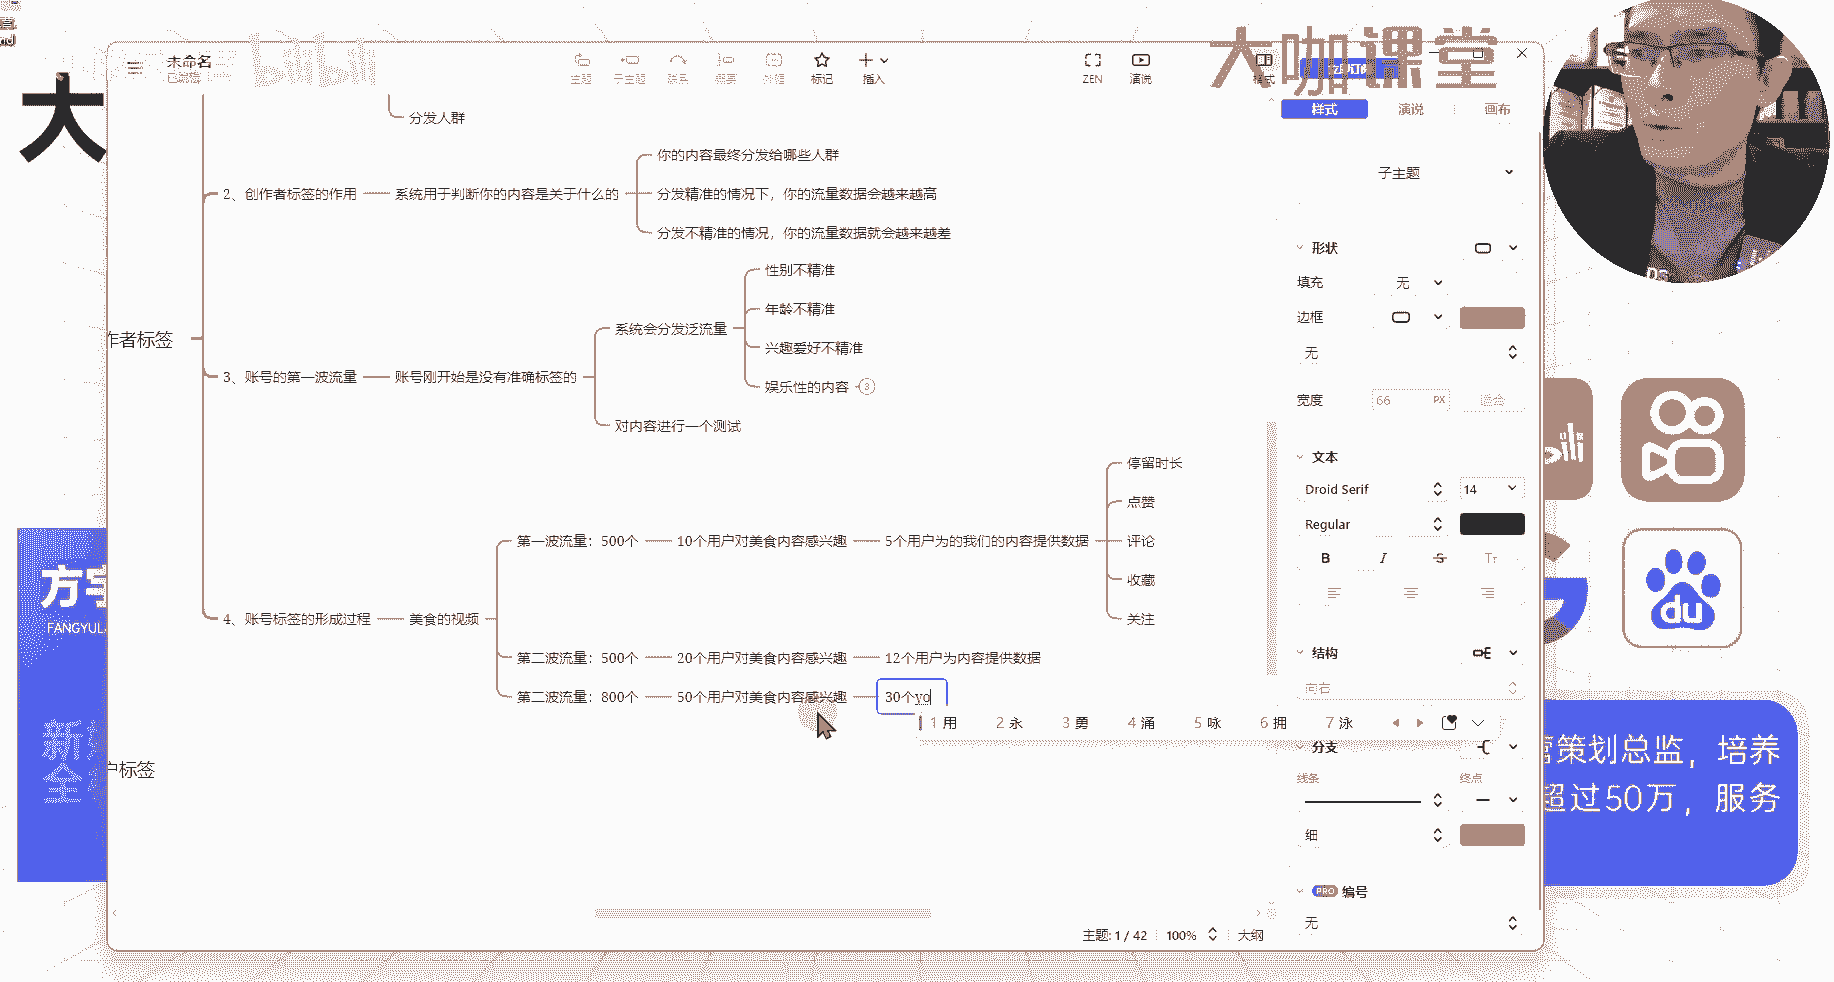 大
bilibili
大咖课堂
未命名
主题
子主题
联系
概要
外框
标记
插入
ZEN
演说
样式
演说
画布
分发人群
你的内容最终分发给哪些人群
2、创作者标签的作用
系统用于判断你的内容是关于什么的
分发精准的情况下，你的流量数据会越来越高
分发不精准的情况，你的流量数据就会越来越差
性别不精准
年龄不精准
系统会分发泛流量
兴趣爱好不精准
作者标签
3、账号的第一波流量
账号刚开始是没有准确标签的
娱乐性的内容
3
对内容进行一个测试
停留时长
点赞
第一波流量：500个
10个用户对美食内容感兴趣
5个用户为的我们的内容提供数据
评论
收藏
4、账号标签的形成过程
美食的视频
关注
第二波流量：500个
20个用户对美食内容感兴趣
12个用户为内容提供数据
第二波流量：800个
50个用户对美食内容感兴趣
30个yo
1 用 2 永 3 勇 4 涌 5 咏 6 拥 7 泳
户标签
子主题
形状
填充
无
边框
无
宽度
66
PX
文本
Droid Serif
14
Regular
B
I
S
Tт
结构
向右
分支
线条
终点
细
PRO
编号
无
主题: 1 / 42
100%
大纲
方宇
FANGYUL
新
全
du
营策划总监，培养
超过50万，服务